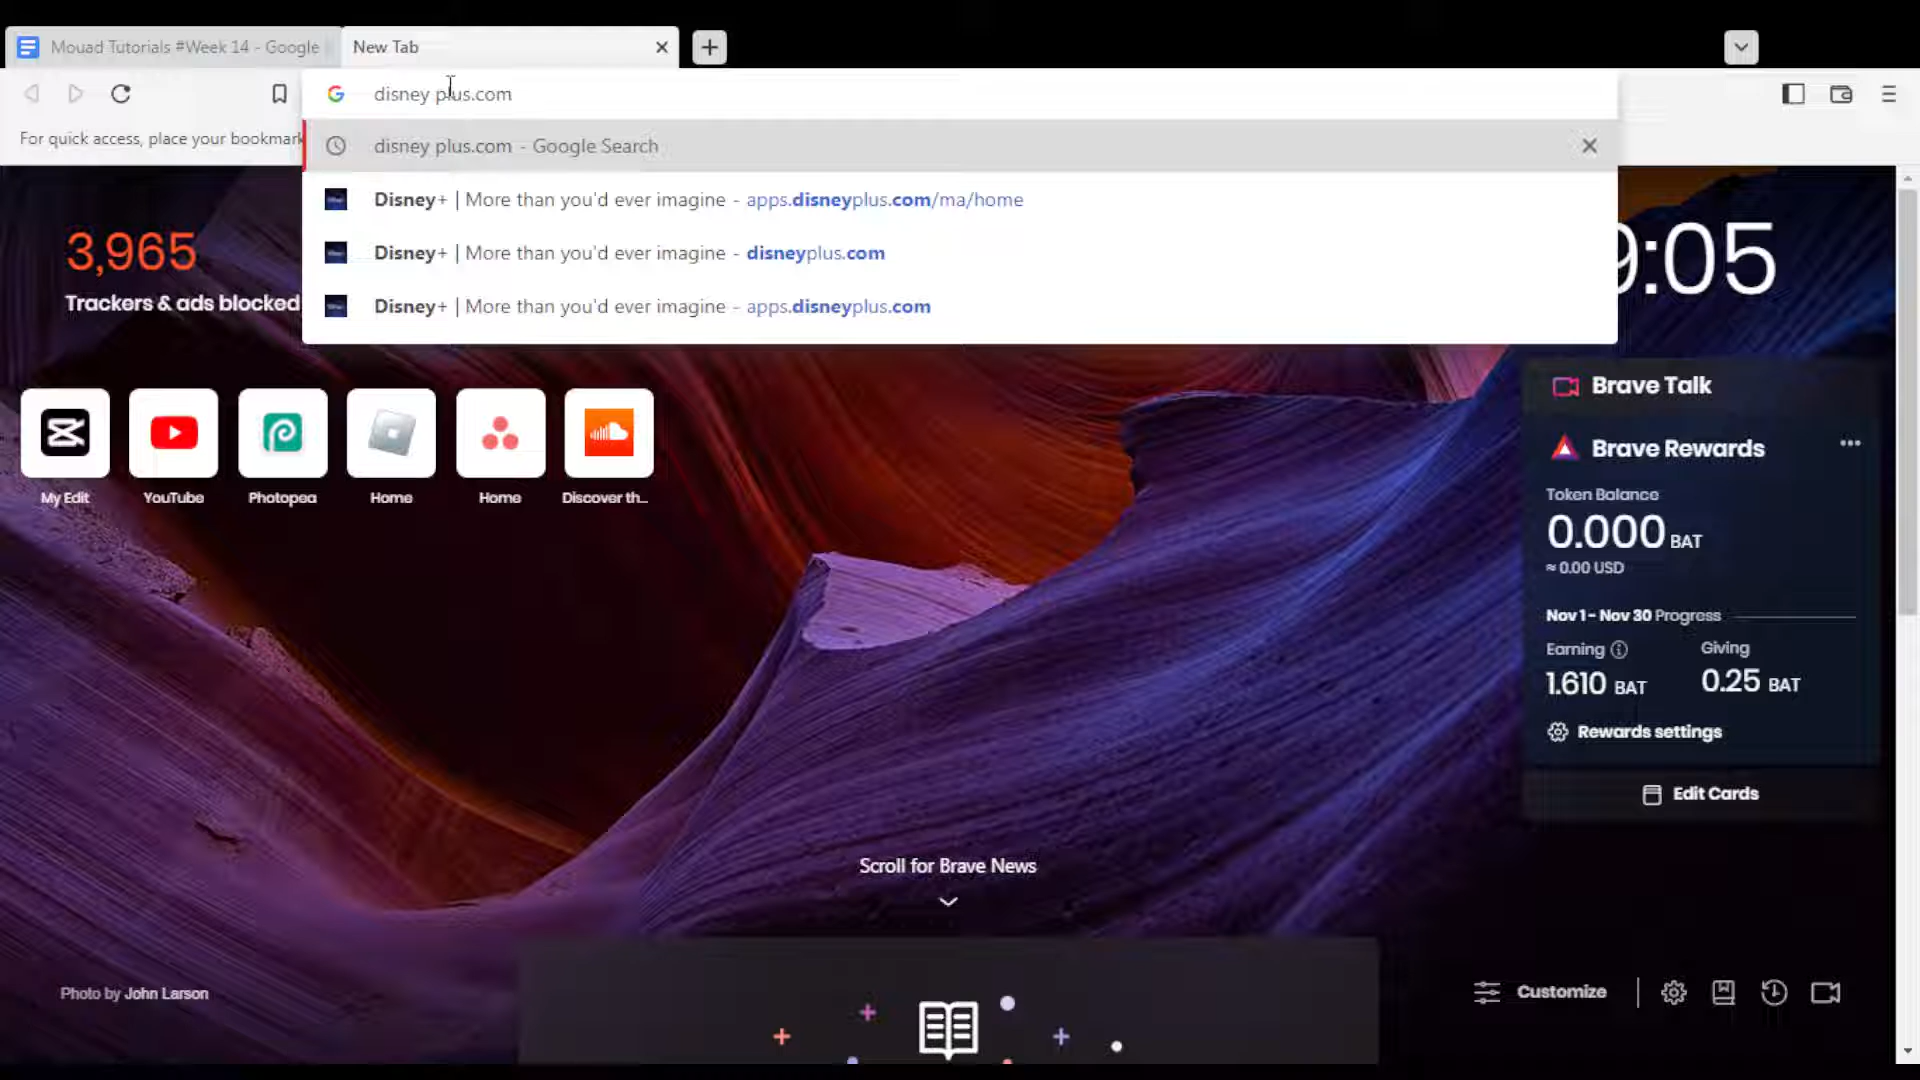 Mouad Tutorials #Week 14 - Google
New Tab
disney plus.com
For quick access, place your bookmark
disney plus.com - Google Search
Disney+ | More than you'd ever imagine - apps.disneyplus.com/ma/home
Disney+ | More than you'd ever imagine - disneyplus.com
Disney+ | More than you'd ever imagine - apps.disneyplus.com
3,965
Trackers & ads blocked
9:05
My Edit
YouTube
Photopea
Home
Home
Discover th...
Brave Talk
Brave Rewards
Token Balance
0.000 BAT
≈ 0.00 USD
Nov 1 - Nov 30 Progress
Earning
Giving
1.610 BAT
0.25 BAT
Rewards settings
Edit Cards
Scroll for Brave News
Photo by John Larson
Customize